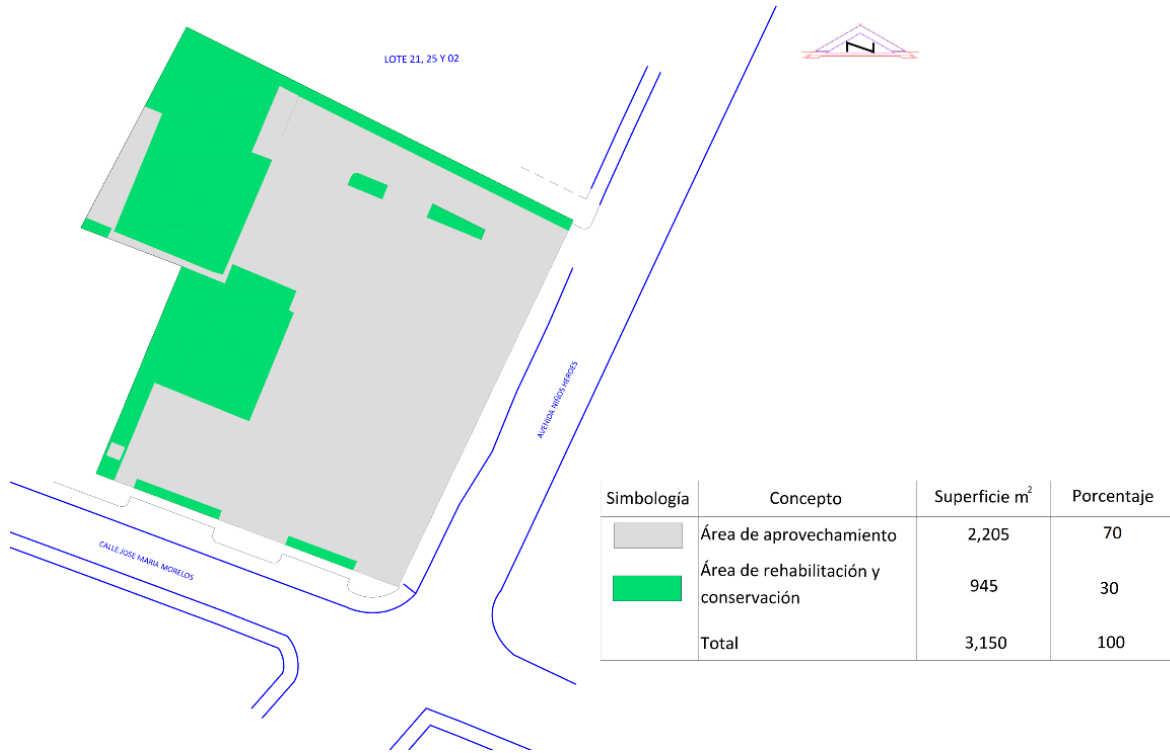 LOTE 21, 25 Y 02
N
AVENIDA NIÑOS HEROES
CALLE JOSE MARIA MORELOS
Simbología Concepto Superficie m² Porcentaje
Área de aprovechamiento 2,205 70
Área de rehabilitación y
conservación 945 30
Total 3,150 100